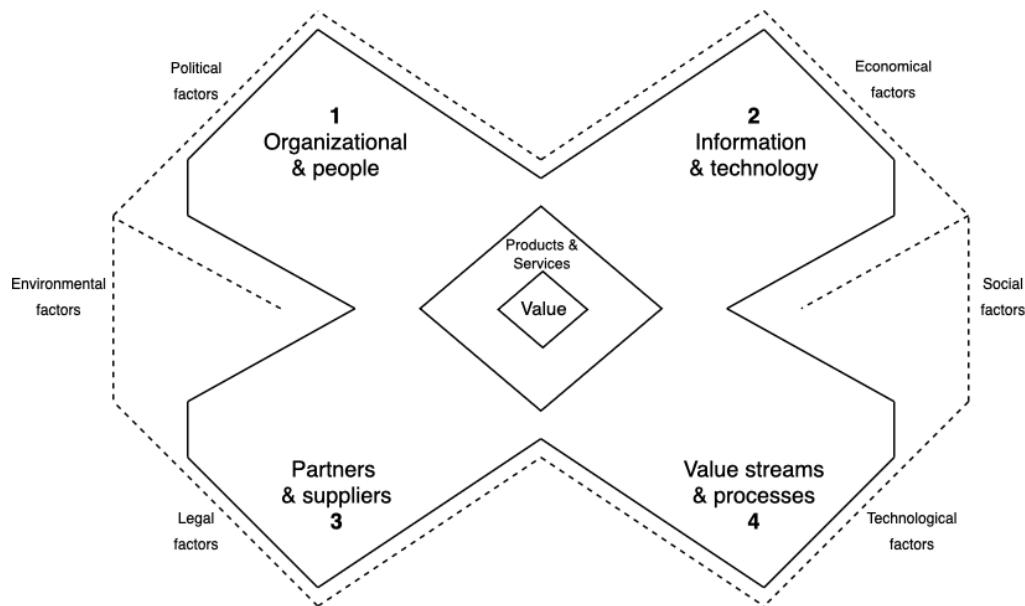 Political
factors
Economical
factors
1
Organizational
& people
2
Information
& technology
Products &
Services
Value
Environmental
factors
Social
factors
Partners
& suppliers
3
Value streams
& processes
4
Legal
factors
Technological
factors